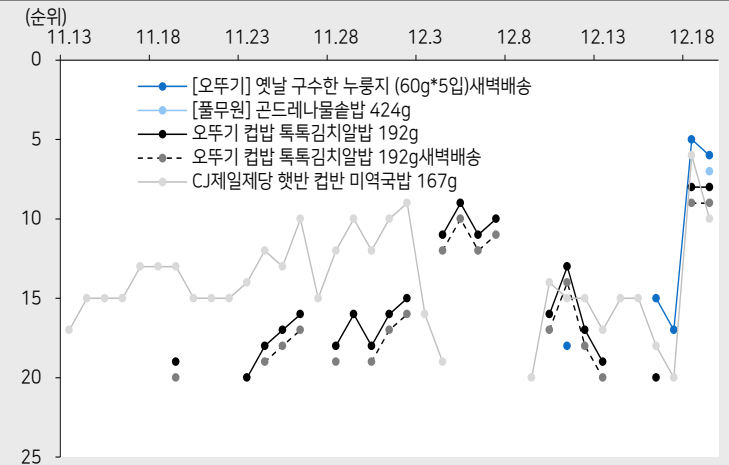 (순위)
11.13 11.18 11.23 11.28 12.3 12.8 12.13 12.18
0
[오뚜기] 옛날 구수한 누룽지 (60g*5입)새벽배송
[풀무원] 곤드레나물솥밥 424g
5
오뚜기 컵밥 톡톡김치알밥 192g
오뚜기 컵밥 톡톡김치알밥 192g새벽배송
CJ제일제당 햇반 컵반 미역국밥 167g
10
15
20
25